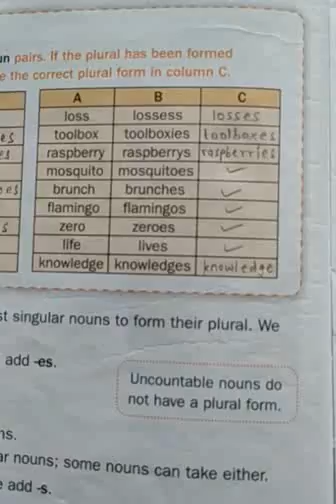 un pairs. If the plural has been formed
e the correct plural form in column C.
A B C
loss lossess losses
es toolbox toolboxies toolboxes
es raspberry raspberrys raspberries
mosquito mosquitoes ✓
oes brunch brunches ✓
flamingo flamingos ✓
s zero zeroes ✓
life lives ✓
knowledge knowledges knowledge
st singular nouns to form their plural. We
add -es.
Uncountable nouns do
not have a plural form.
ns.
ar nouns; some nouns can take either.
e add -s.